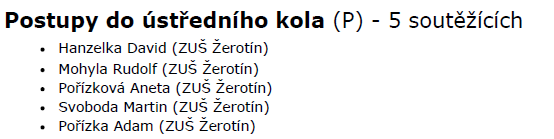 Postupy do ústředního kola (P) - 5 soutěžících
• Hanzelka David (ZUŠ Žerotín)
• Mohyla Rudolf (ZUŠ Žerotín)
• Pořízková Aneta (ZUŠ Žerotín)
• Svoboda Martin (ZUŠ Žerotín)
• Pořízka Adam (ZUŠ Žerotín)